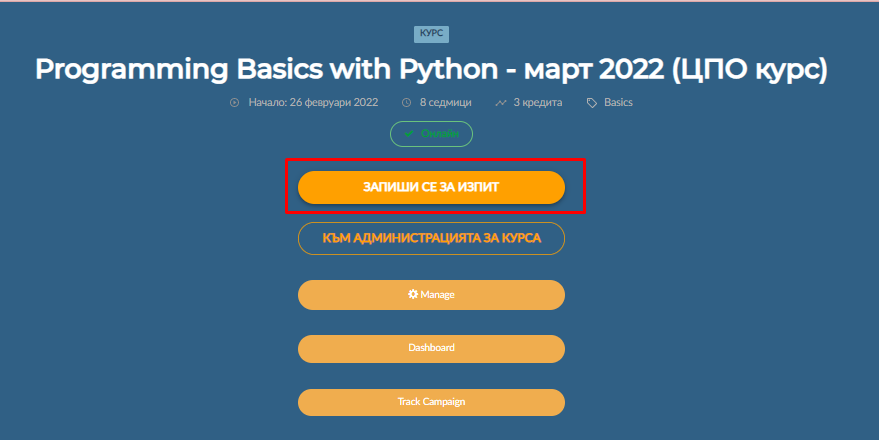 КУРС
Programming Basics with Python - март 2022 (ЦПО курс)
Начало: 26 февруари 2022 8 седмици 3 кредита Basics
Онлайн
ЗАПИШИ СЕ ЗА ИЗПИТ
КЪМ АДМИНИСТРАЦИЯТА ЗА КУРСА
Manage
Dashboard
Track Campaign